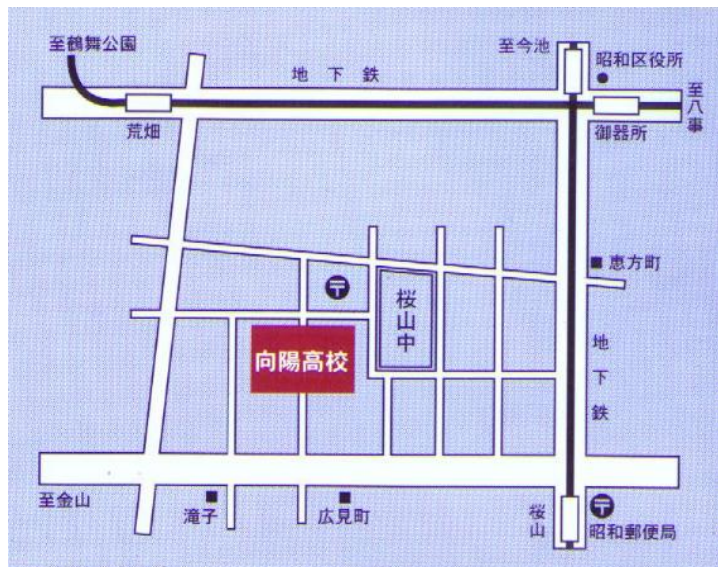 至鶴舞公園
至今池
昭和区役所
地下鉄
至八事
荒畑
御器所
恵方町
〒
桜山中
向陽高校
地下鉄
至金山
滝子
広見町
桜山
〒
昭和郵便局